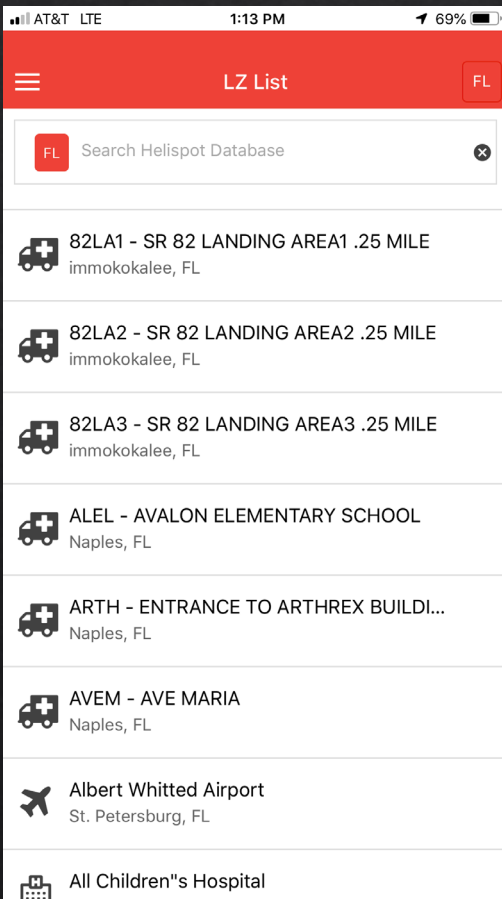 AT&T LTE 1:13 PM 69%
LZ List FL
FL Search Helispot Database
82LA1 - SR 82 LANDING AREA1 .25 MILE
immokokalee, FL
82LA2 - SR 82 LANDING AREA2 .25 MILE
immokokalee, FL
82LA3 - SR 82 LANDING AREA3 .25 MILE
immokokalee, FL
ALEL - AVALON ELEMENTARY SCHOOL
Naples, FL
ARTH - ENTRANCE TO ARTHREX BUILDI...
Naples, FL
AVEM - AVE MARIA
Naples, FL
Albert Whitted Airport
St. Petersburg, FL
All Children"s Hospital